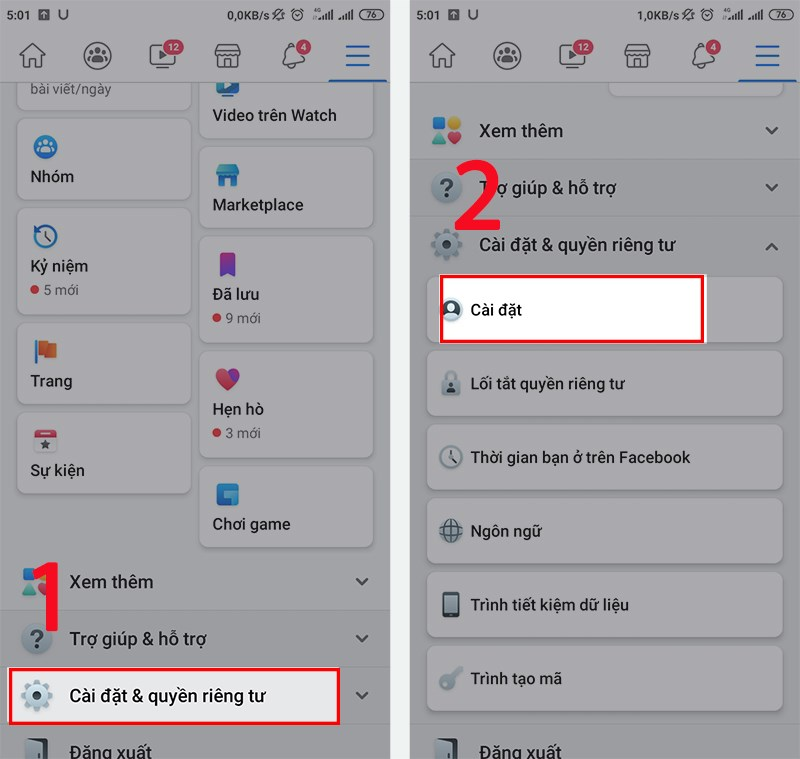 5:01
0,0KB/s
4G
76
12
4
bài viết/ngày
Video trên Watch
Nhóm
Marketplace
Kỷ niệm
5 mới
Đã lưu
9 mới
Trang
Hẹn hò
3 mới
Sự kiện
Chơi game
1
Xem thêm
Trợ giúp & hỗ trợ
Cài đặt & quyền riêng tư
Đăng xuất
5:01
1,0KB/s
4G
76
12
4
Xem thêm
2
Trợ giúp & hỗ trợ
Cài đặt & quyền riêng tư
Cài đặt
Lối tắt quyền riêng tư
Thời gian bạn ở trên Facebook
Ngôn ngữ
Trình tiết kiệm dữ liệu
Trình tạo mã
Đăng xuất